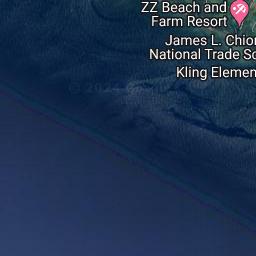 ZZ Beach and
Farm Resort
James L. Chion
National Trade Sc
Kling Elemen